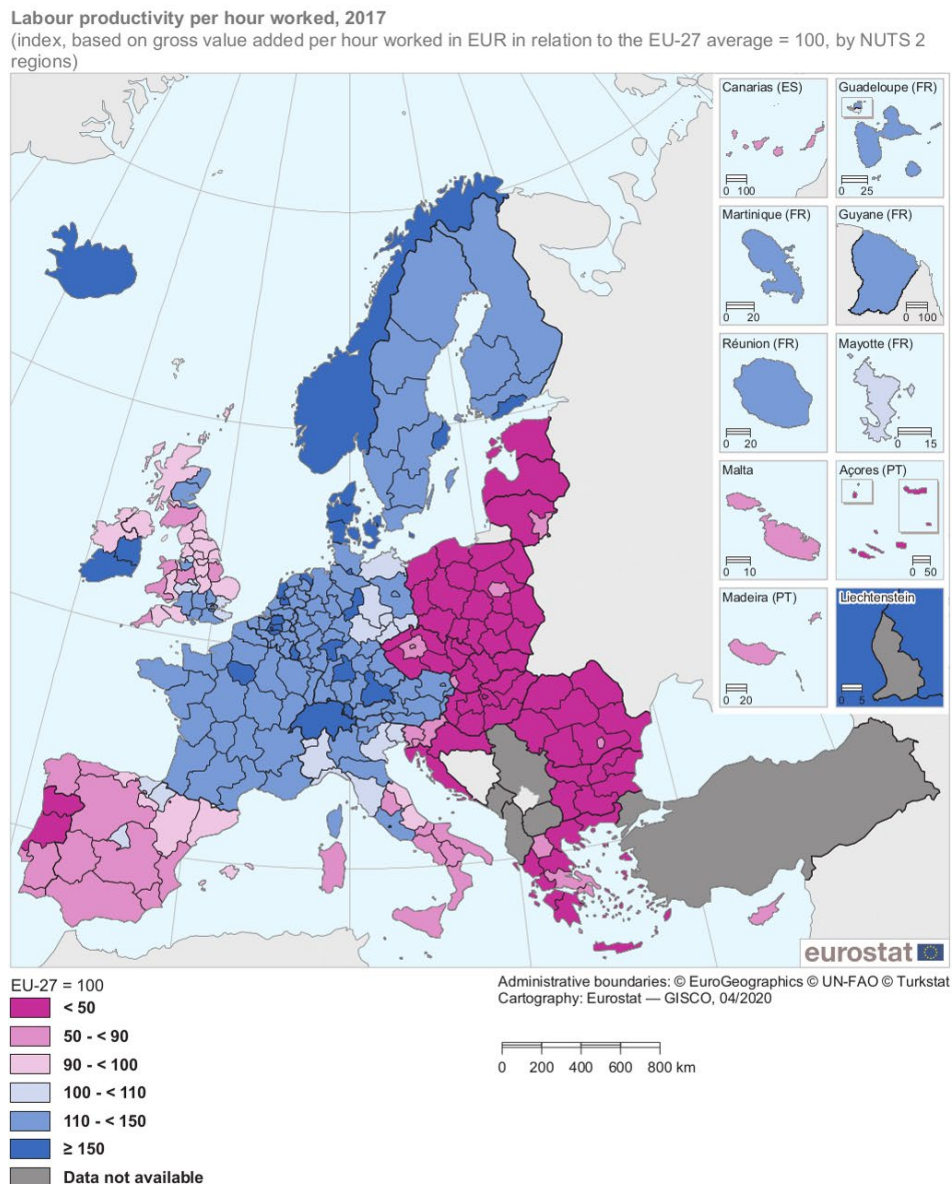 Labour productivity per hour worked, 2017
(index, based on gross value added per hour worked in EUR in relation to the EU-27 average = 100, by NUTS 2
regions)
Canarias (ES)
0 100
Guadeloupe (FR)
0 25
Martinique (FR)
0 20
Guyane (FR)
0 100
Réunion (FR)
0 20
Mayotte (FR)
0 15
Malta
0 10
Açores (PT)
0 50
Madeira (PT)
0 20
Liechtenstein
0 5
eurostat
EU-27 = 100
< 50
50 - < 90
90 - < 100
100 - < 110
110 - < 150
≥ 150
Data not available
Administrative boundaries: © EuroGeographics © UN-FAO © Turkstat
Cartography: Eurostat — GISCO, 04/2020
0 200 400 600 800 km